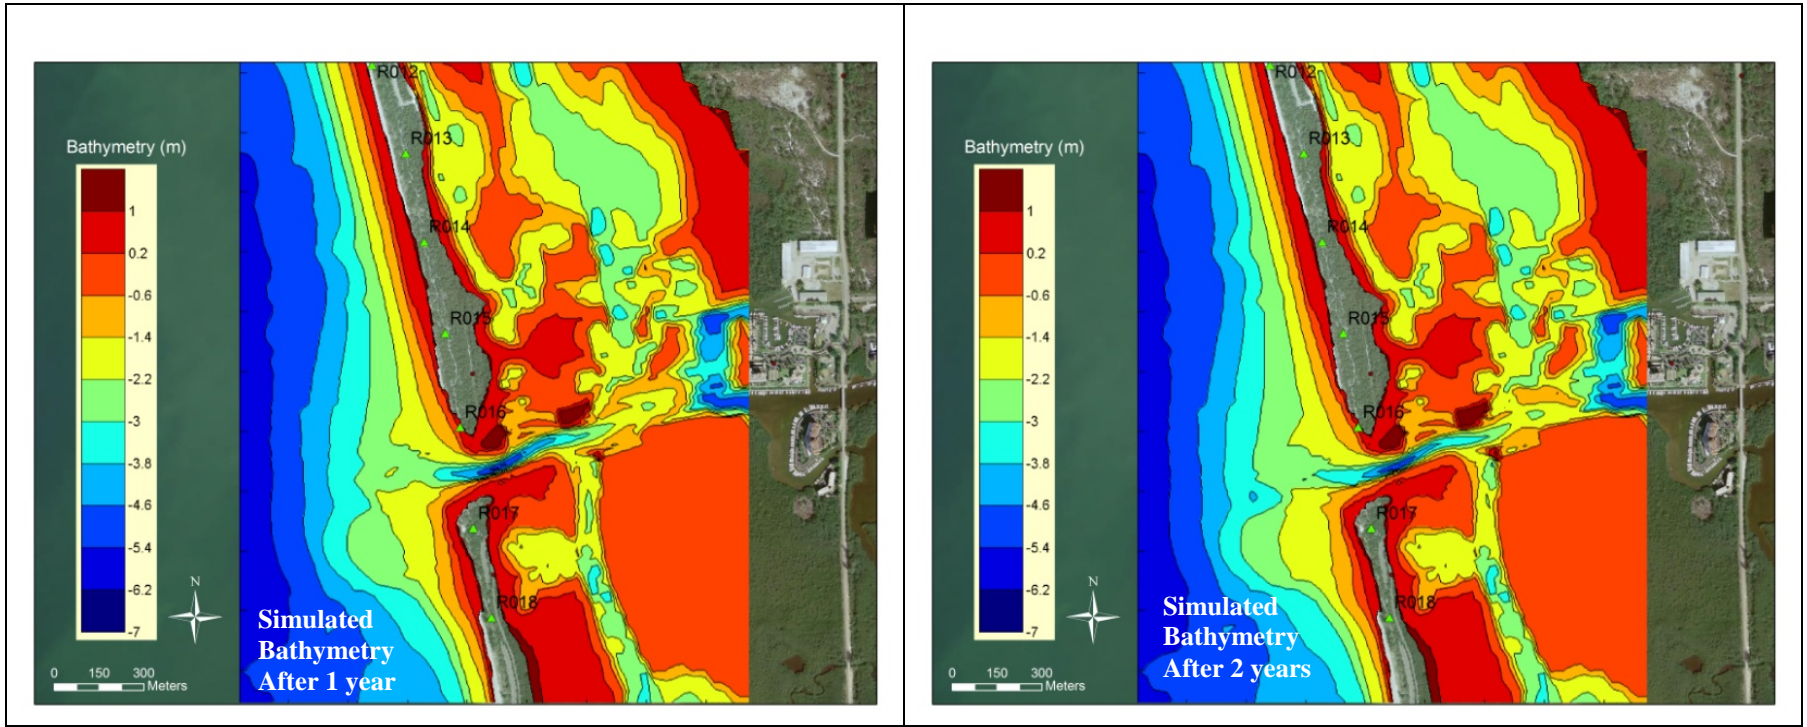 R012
R013
R014
R015
R016
R017
R018
Bathymetry (m)
1
0.2
-0.6
-1.4
-2.2
-3
-3.8
-4.6
-5.4
-6.2
-7
N
0 150 300
Meters
Simulated
Bathymetry
After 1 year
R012
R013
R014
R015
R016
R017
R018
Bathymetry (m)
1
0.2
-0.6
-1.4
-2.2
-3
-3.8
-4.6
-5.4
-6.2
-7
N
0 150 300
Meters
Simulated
Bathymetry
After 2 years